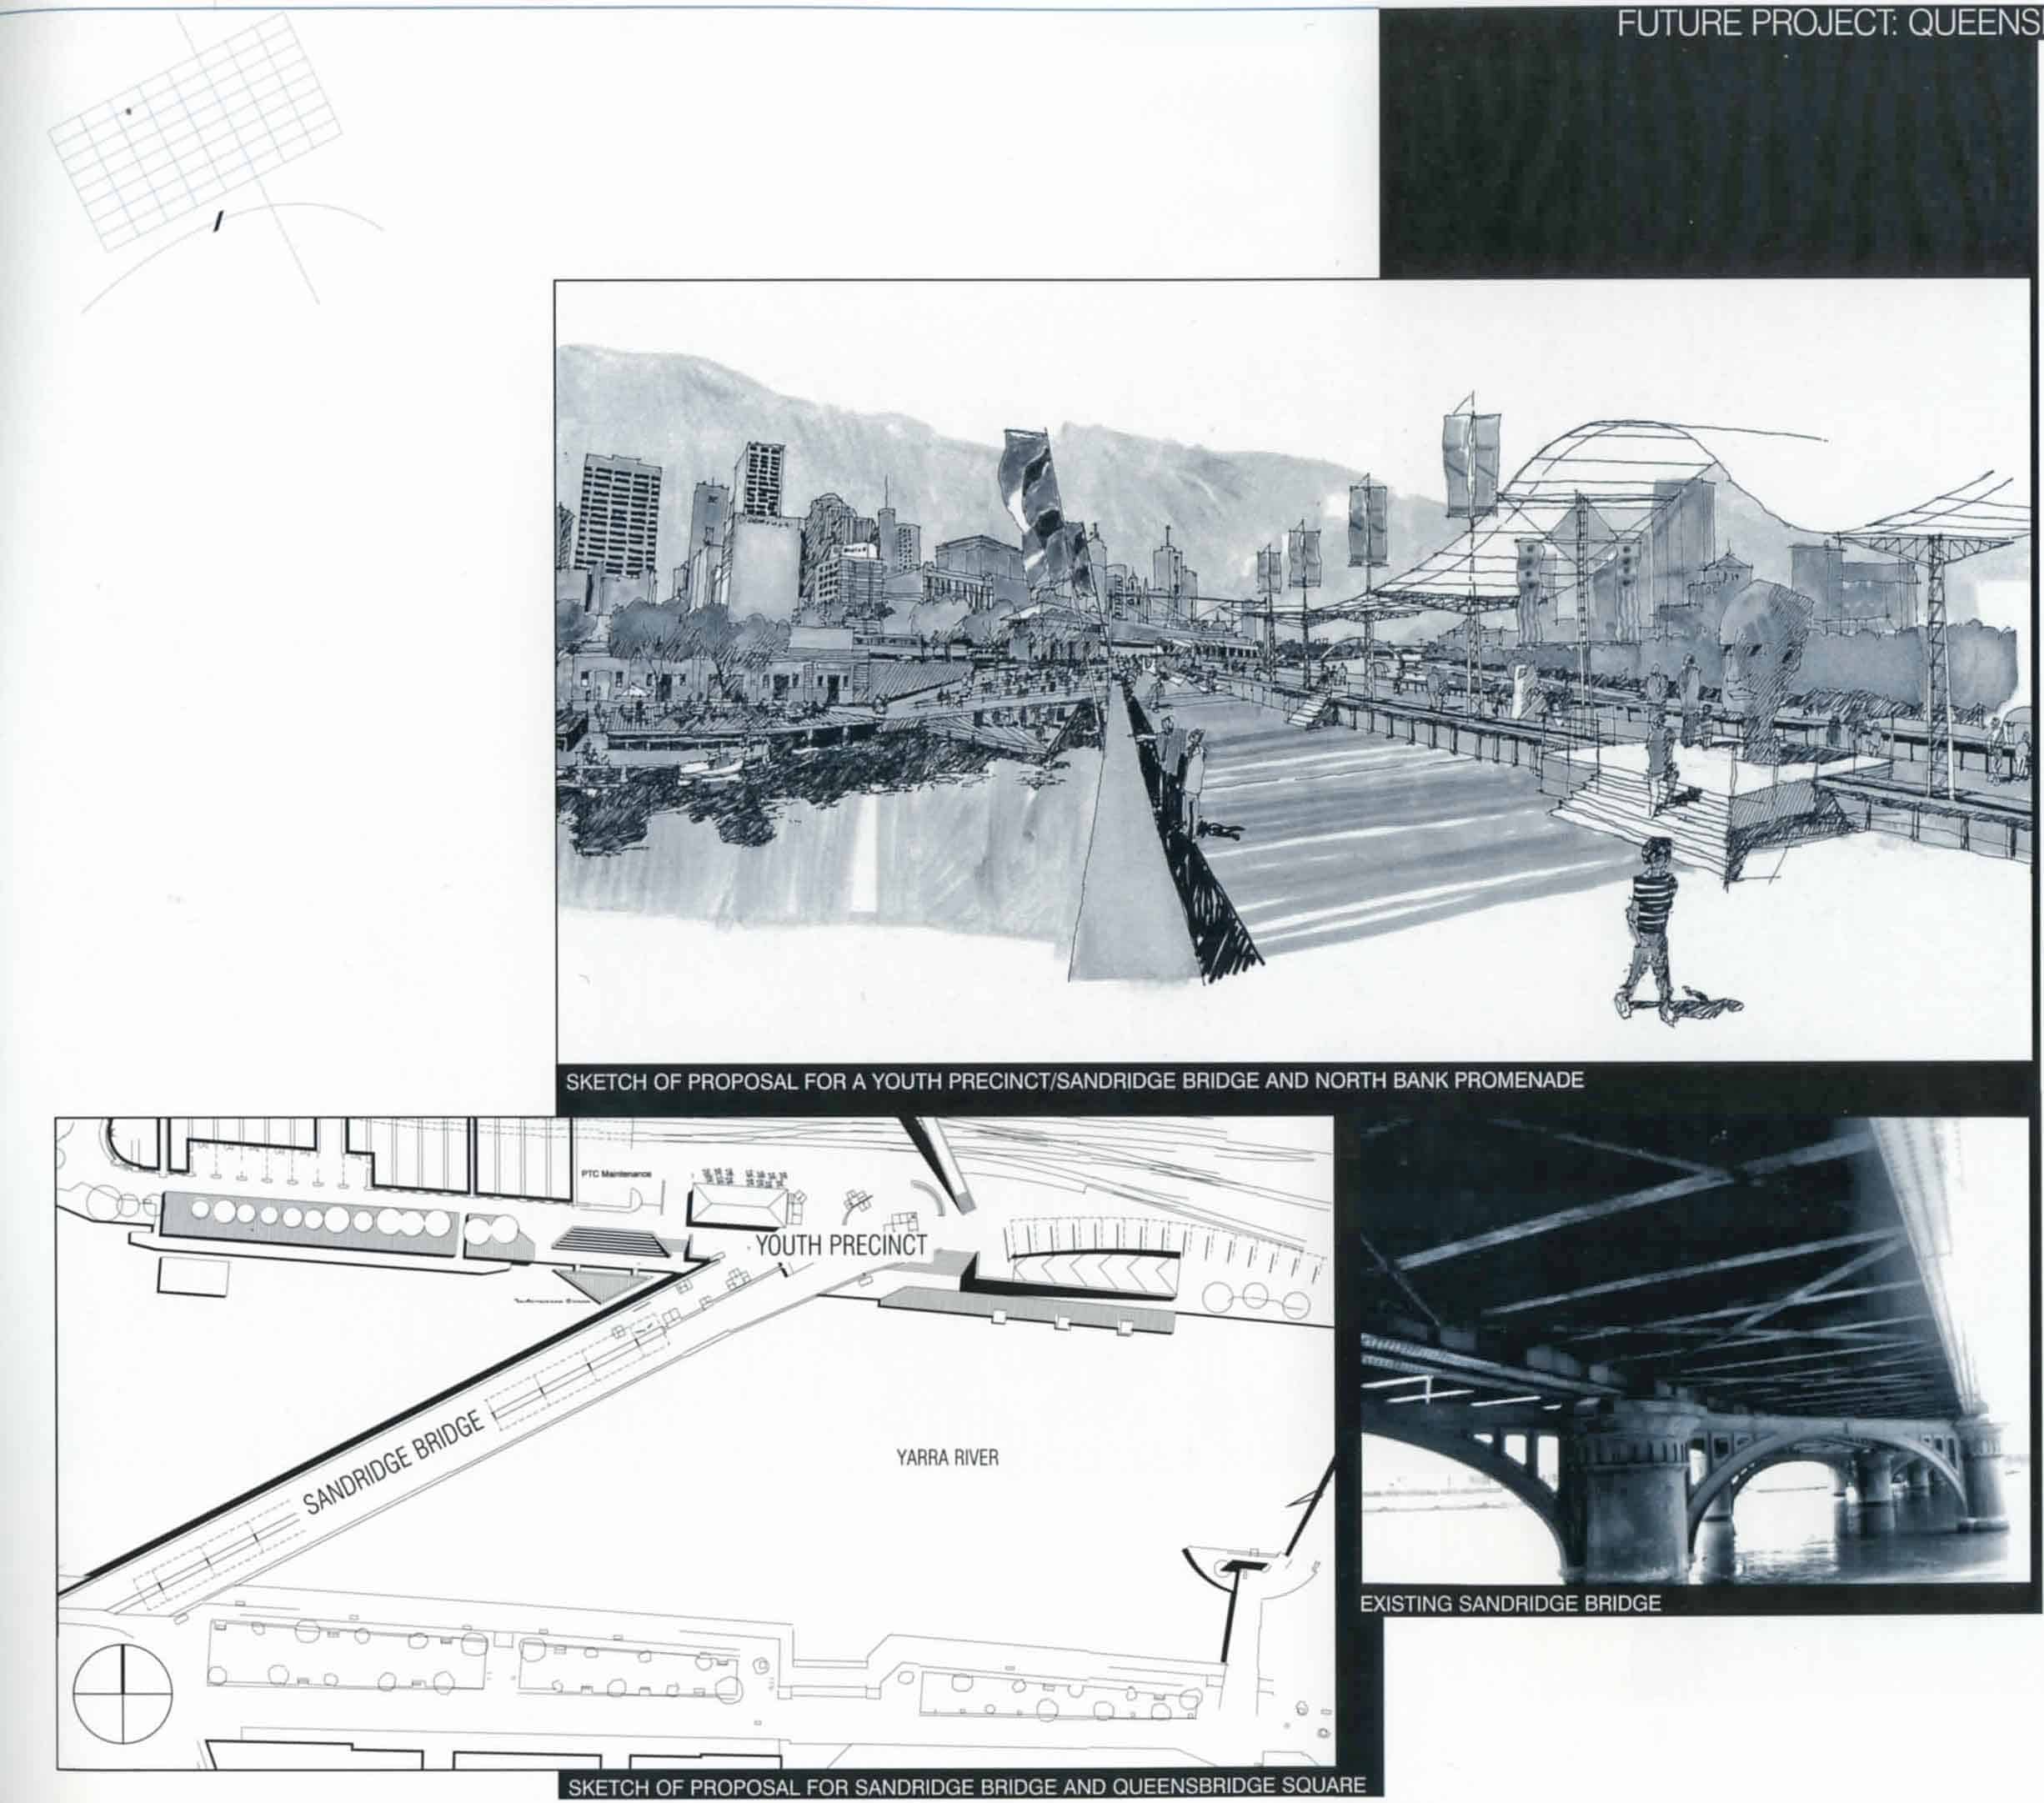 FUTURE PROJECT: QUEENS
SKETCH OF PROPOSAL FOR A YOUTH PRECINCT/SANDRIDGE BRIDGE AND NORTH BANK PROMENADE
PTC Maintenance
YOUTH PRECINCT
SANDRIDGE BRIDGE
YARRA RIVER
EXISTING SANDRIDGE BRIDGE
SKETCH OF PROPOSAL FOR SANDRIDGE BRIDGE AND QUEENSBRIDGE SQUARE